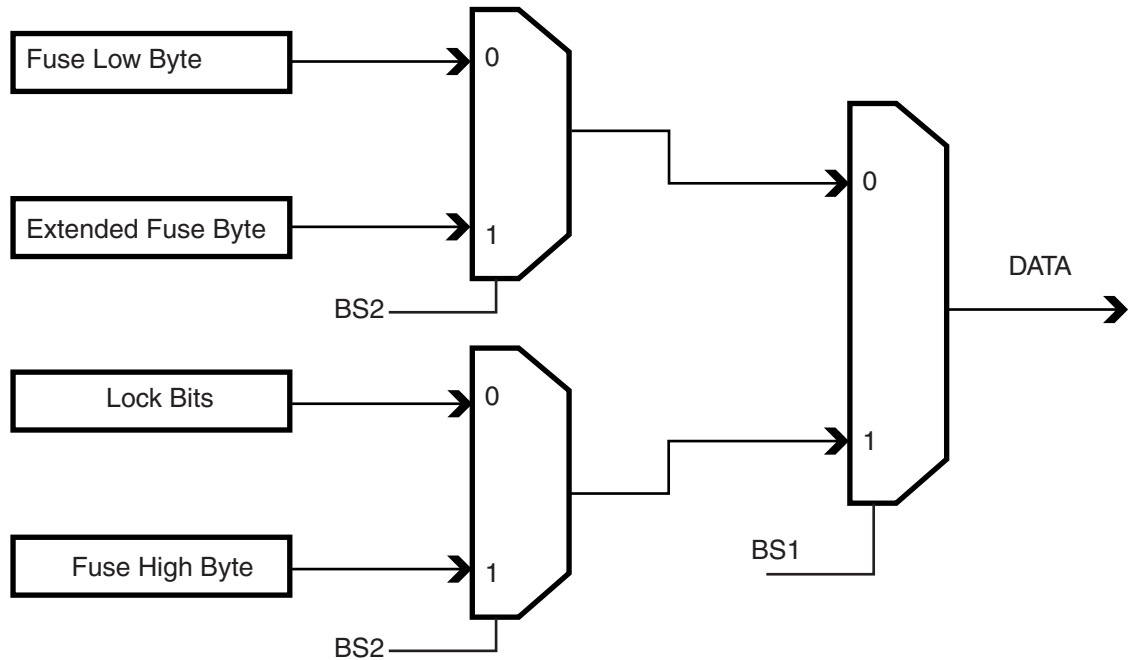 Fuse Low Byte
0
Extended Fuse Byte
1
BS2
Lock Bits
0
Fuse High Byte
1
BS2
0
1
BS1
DATA